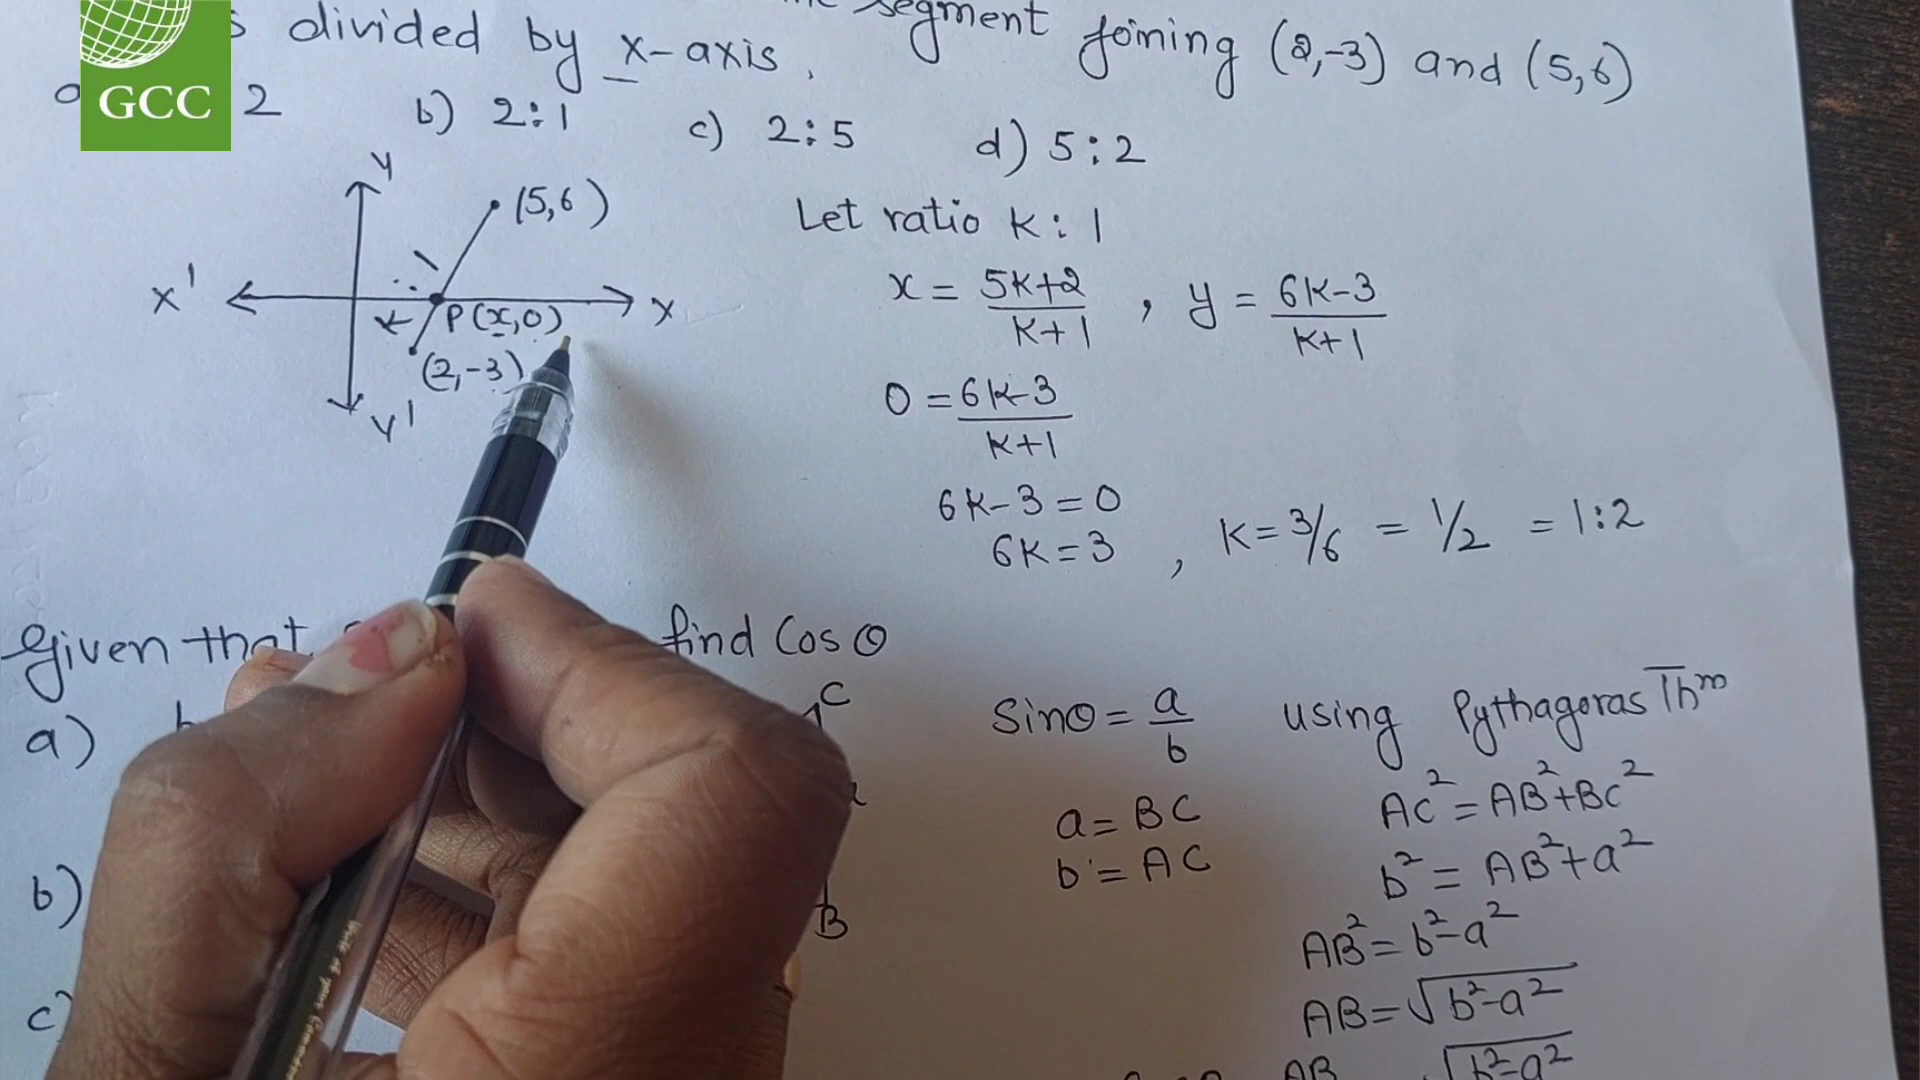 segment joining (2,-3) and (5,6)
divided by x-axis.
GCC
2 b) 2:1 c) 2:5 d) 5:2
Y
(5,6)
X' X
P(x,0)
(2,-3)
Y'
Let ratio K:1
x = 5K+2/K+1 , y = 6K-3/K+1
0 = 6K-3/K+1
6K-3=0
6K=3 , K=3/6 = 1/2 = 1:2
Given that find Cos θ
a)
b)
c)
C
B
Sinθ = a/b using Pythagoras Thm
a = BC
b = AC
AC² = AB²+BC²
b² = AB²+a²
AB² = b²-a²
AB = √b²-a²
AB √b²-a²